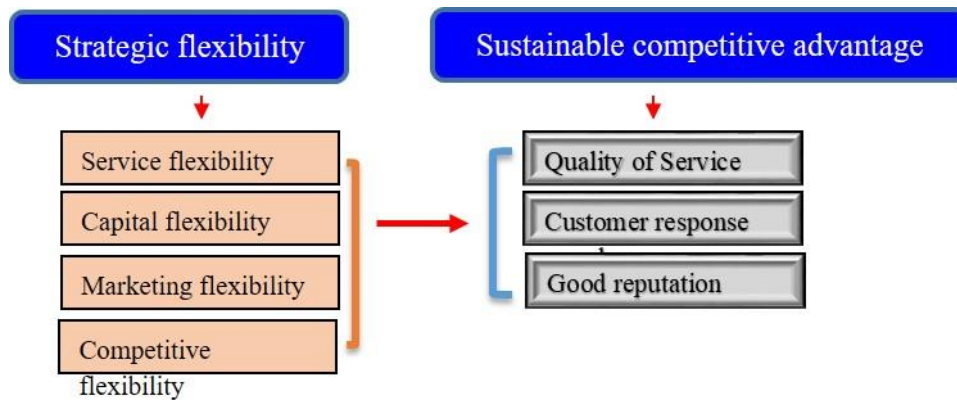 Strategic flexibility
Sustainable competitive advantage
Service flexibility
Capital flexibility
Marketing flexibility
Competitive
flexibility
Quality of Service
Customer response
Good reputation